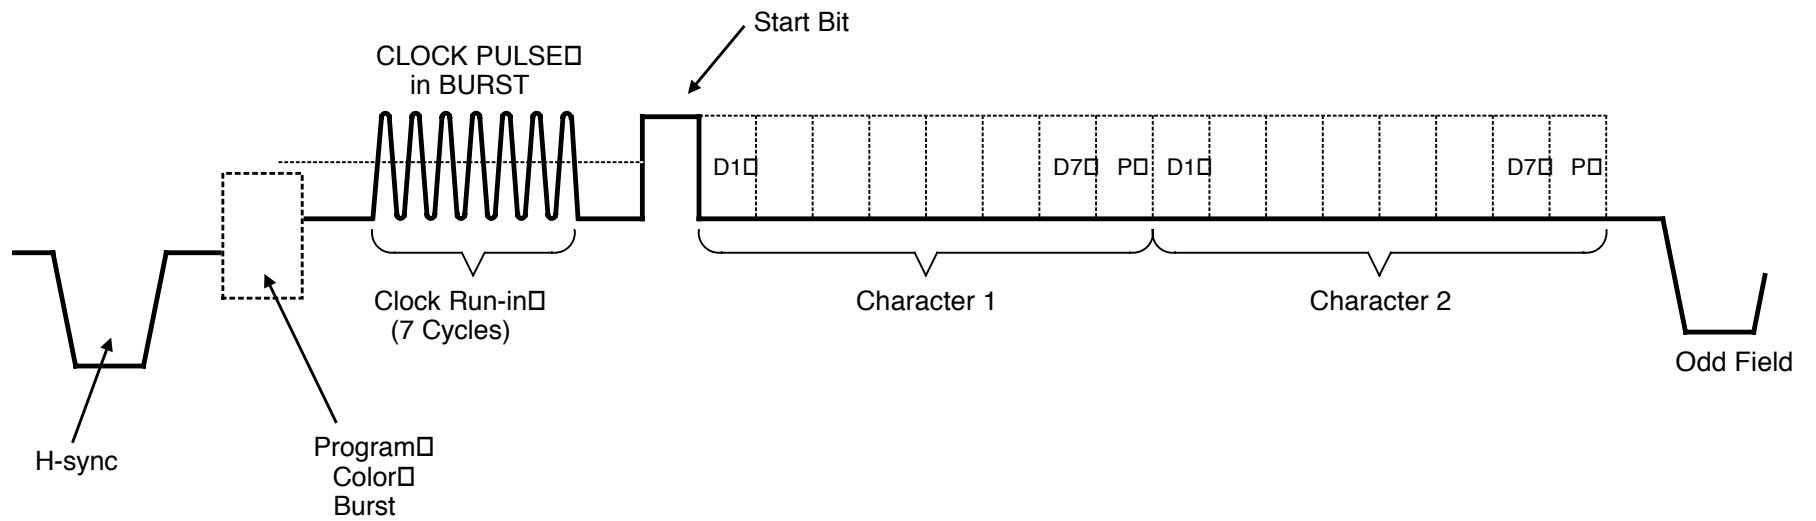 Start Bit
CLOCK PULSE
in BURST
D1
D7
P
D1
D7
P
Clock Run-in
(7 Cycles)
Character 1
Character 2
Odd Field
H-sync
Program
Color
Burst